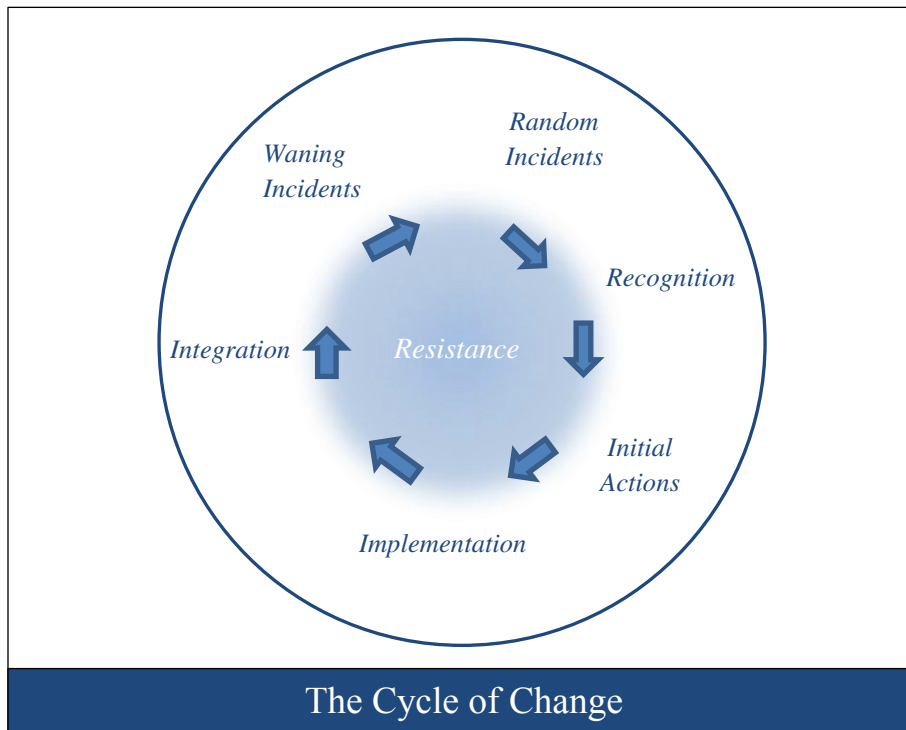 Random
Incidents
Recognition
Initial
Actions
Implementation
Integration
Waning
Incidents
Resistance
The Cycle of Change